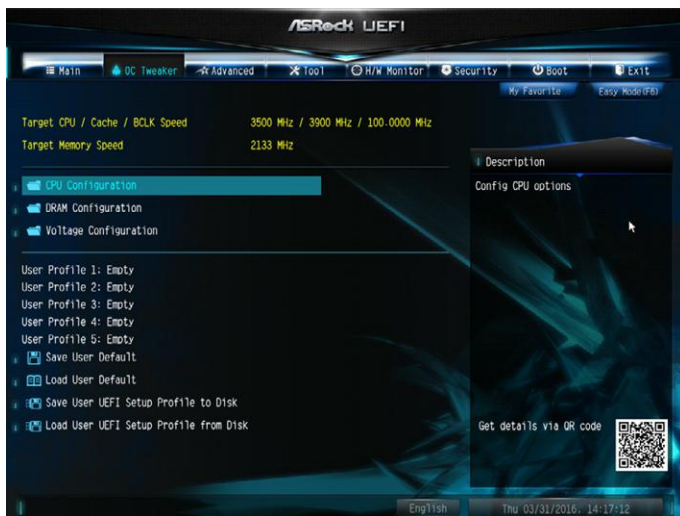 ASRock UEFI
Main OC Tweaker Advanced Tool H/W Monitor Security Boot Exit
My Favorite Easy Mode(F6)
Target CPU / Cache / BCLK Speed 3500 MHz / 3900 MHz / 100.0000 MHz
Target Memory Speed 2133 MHz
Description
CPU Configuration
Config CPU options
DRAM Configuration
Voltage Configuration
User Profile 1: Empty
User Profile 2: Empty
User Profile 3: Empty
User Profile 4: Empty
User Profile 5: Empty
Save User Default
Load User Default
Save User UEFI Setup Profile to Disk
Load User UEFI Setup Profile from Disk
Get details via QR code
English Thu 03/31/2016. 14:17:12